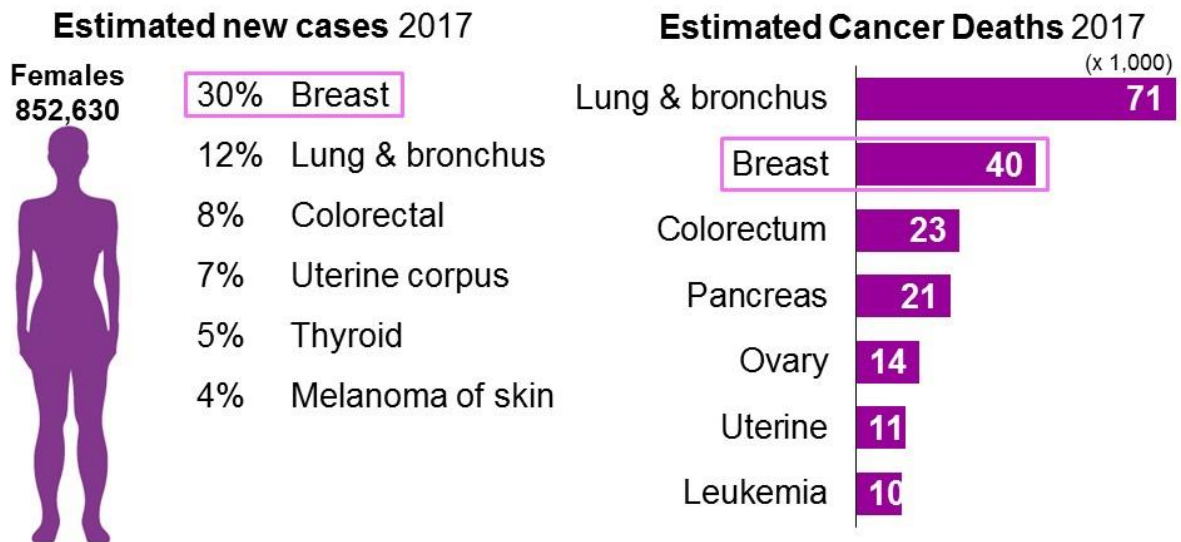 Estimated new cases 2017
Females
852,630
30% Breast
12% Lung & bronchus
8% Colorectal
7% Uterine corpus
5% Thyroid
4% Melanoma of skin
Estimated Cancer Deaths 2017
(x 1,000)
Lung & bronchus 71
Breast 40
Colorectum 23
Pancreas 21
Ovary 14
Uterine 11
Leukemia 10